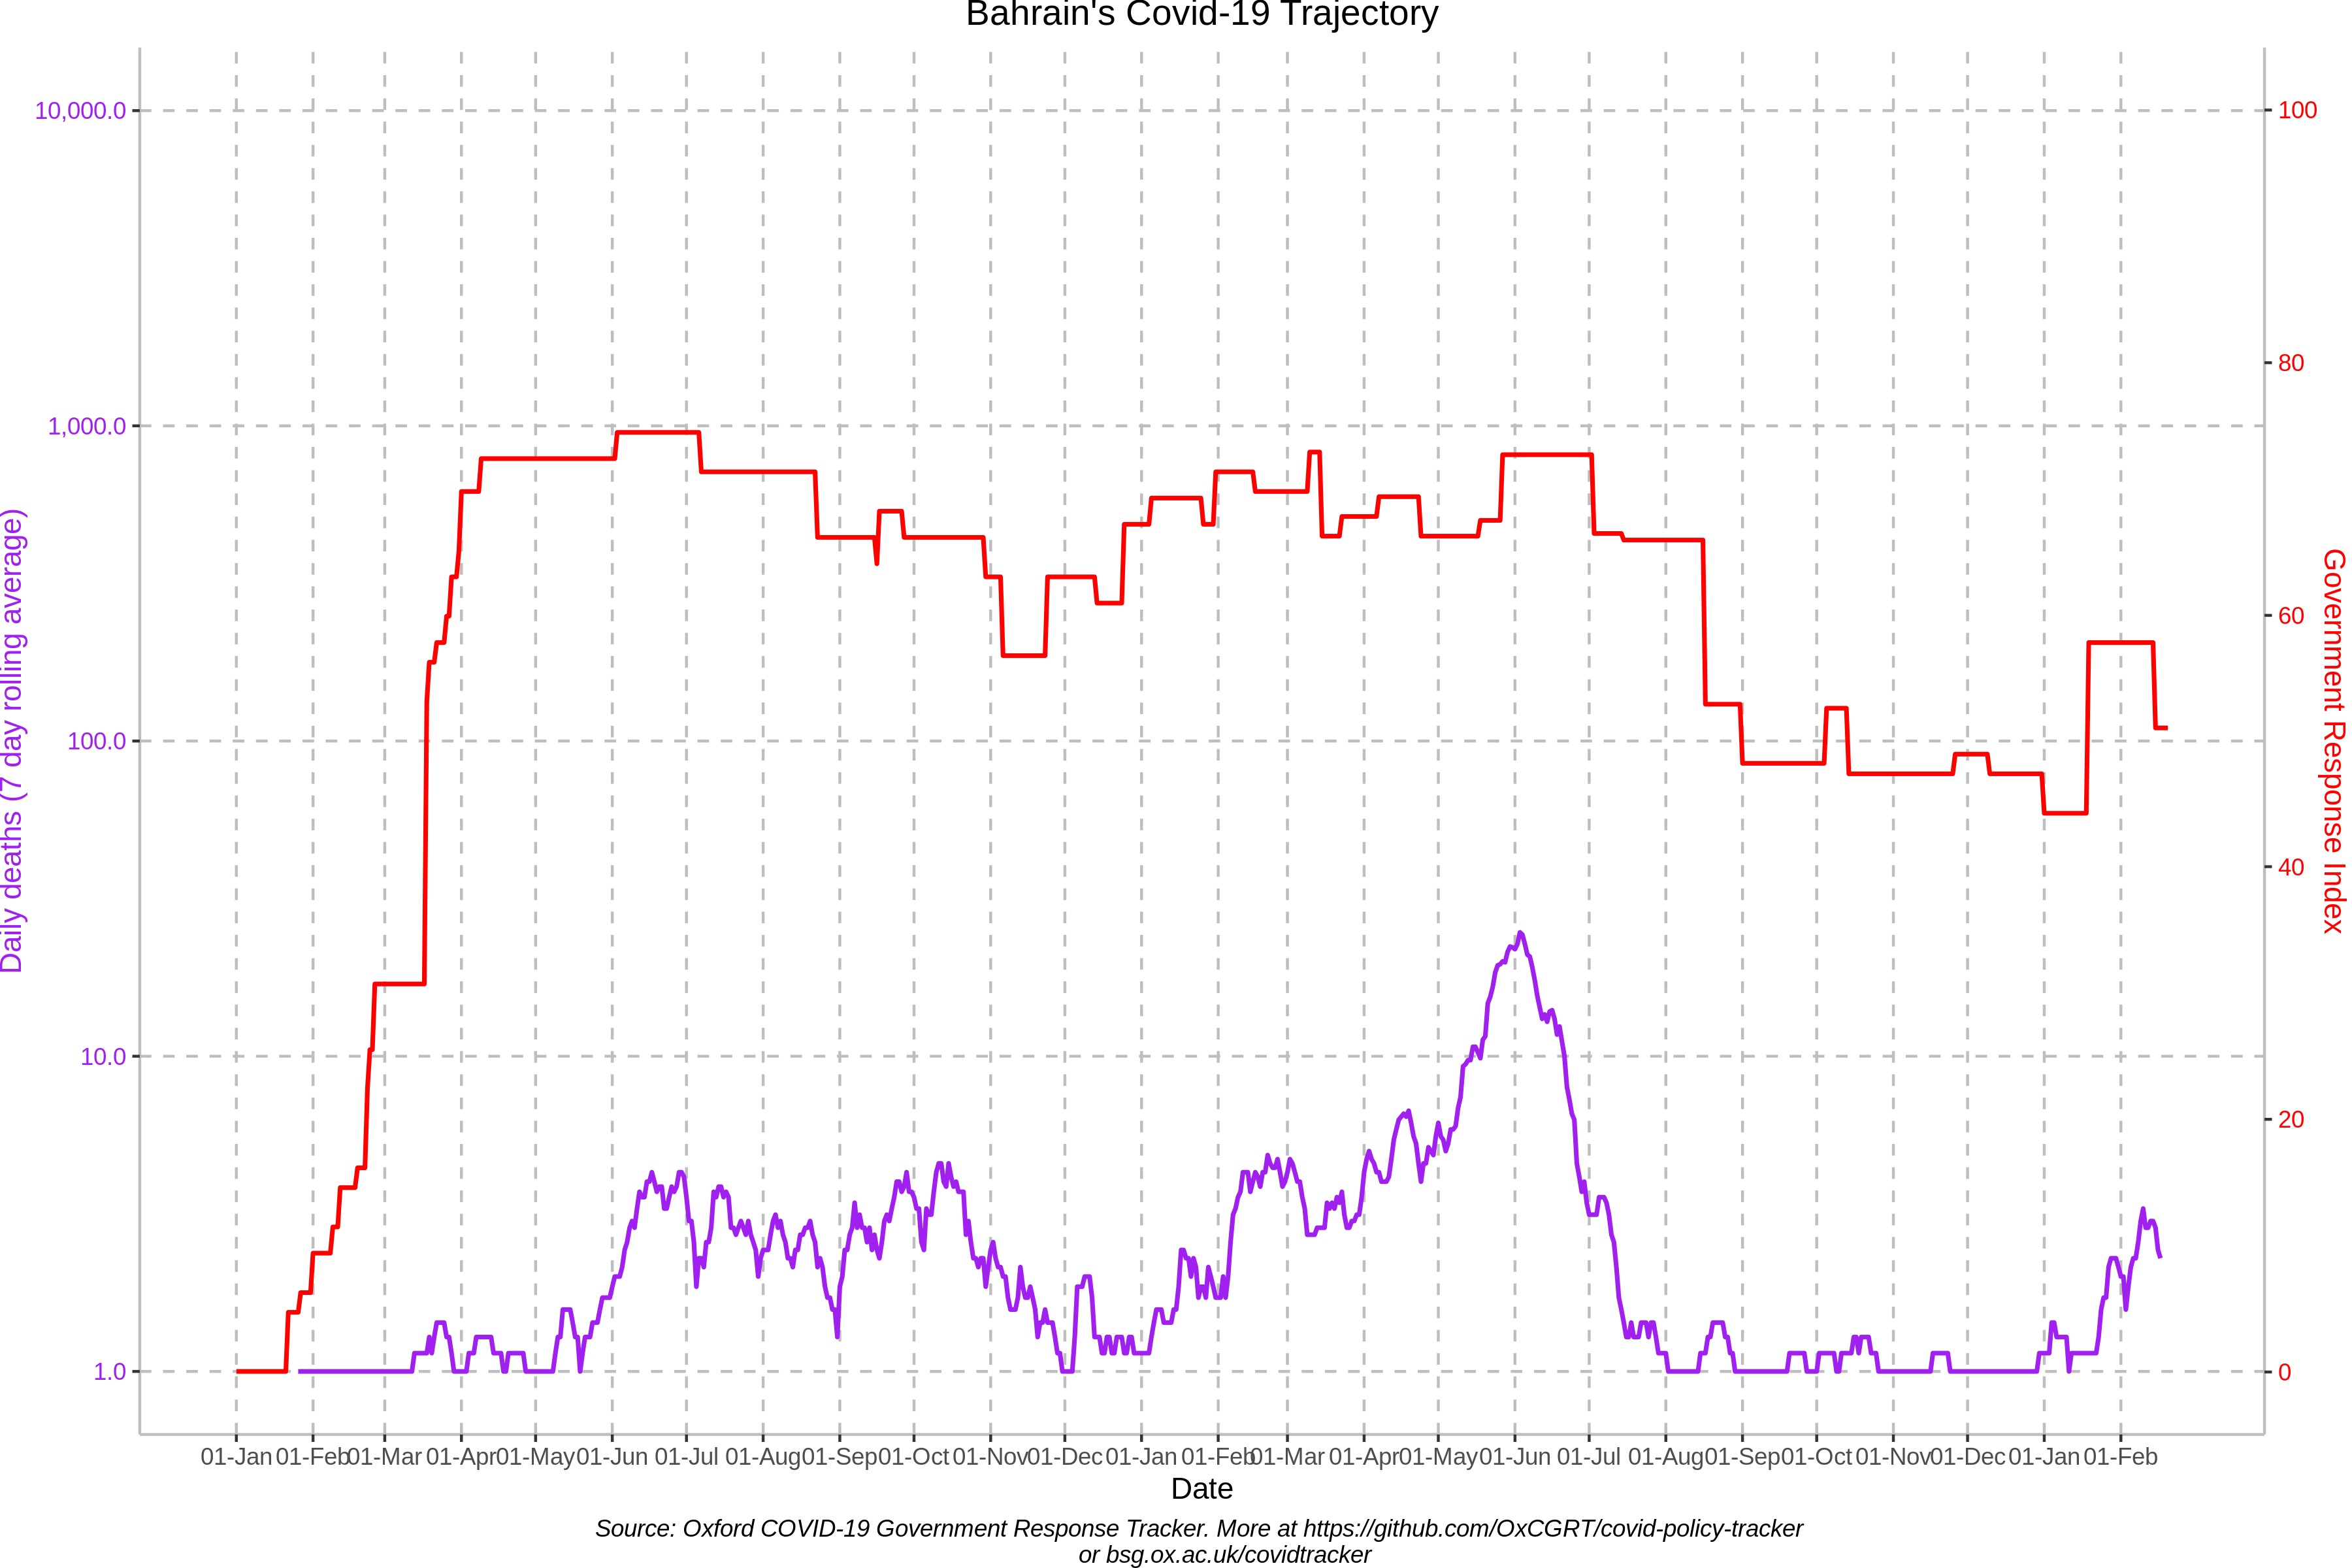 Bahrain's Covid-19 Trajectory
10,000.0
1,000.0
100.0
10.0
1.0
Daily deaths (7 day rolling average)
100
80
60
40
20
0
Government Response Index
01-Jan 01-Feb 01-Mar 01-Apr 01-May 01-Jun 01-Jul 01-Aug 01-Sep 01-Oct 01-Nov 01-Dec 01-Jan 01-Feb 01-Mar 01-Apr 01-May 01-Jun 01-Jul 01-Aug 01-Sep 01-Oct 01-Nov 01-Dec 01-Jan 01-Feb
Date
Source: Oxford COVID-19 Government Response Tracker. More at https://github.com/OxCGRT/covid-policy-tracker
or bsg.ox.ac.uk/covidtracker